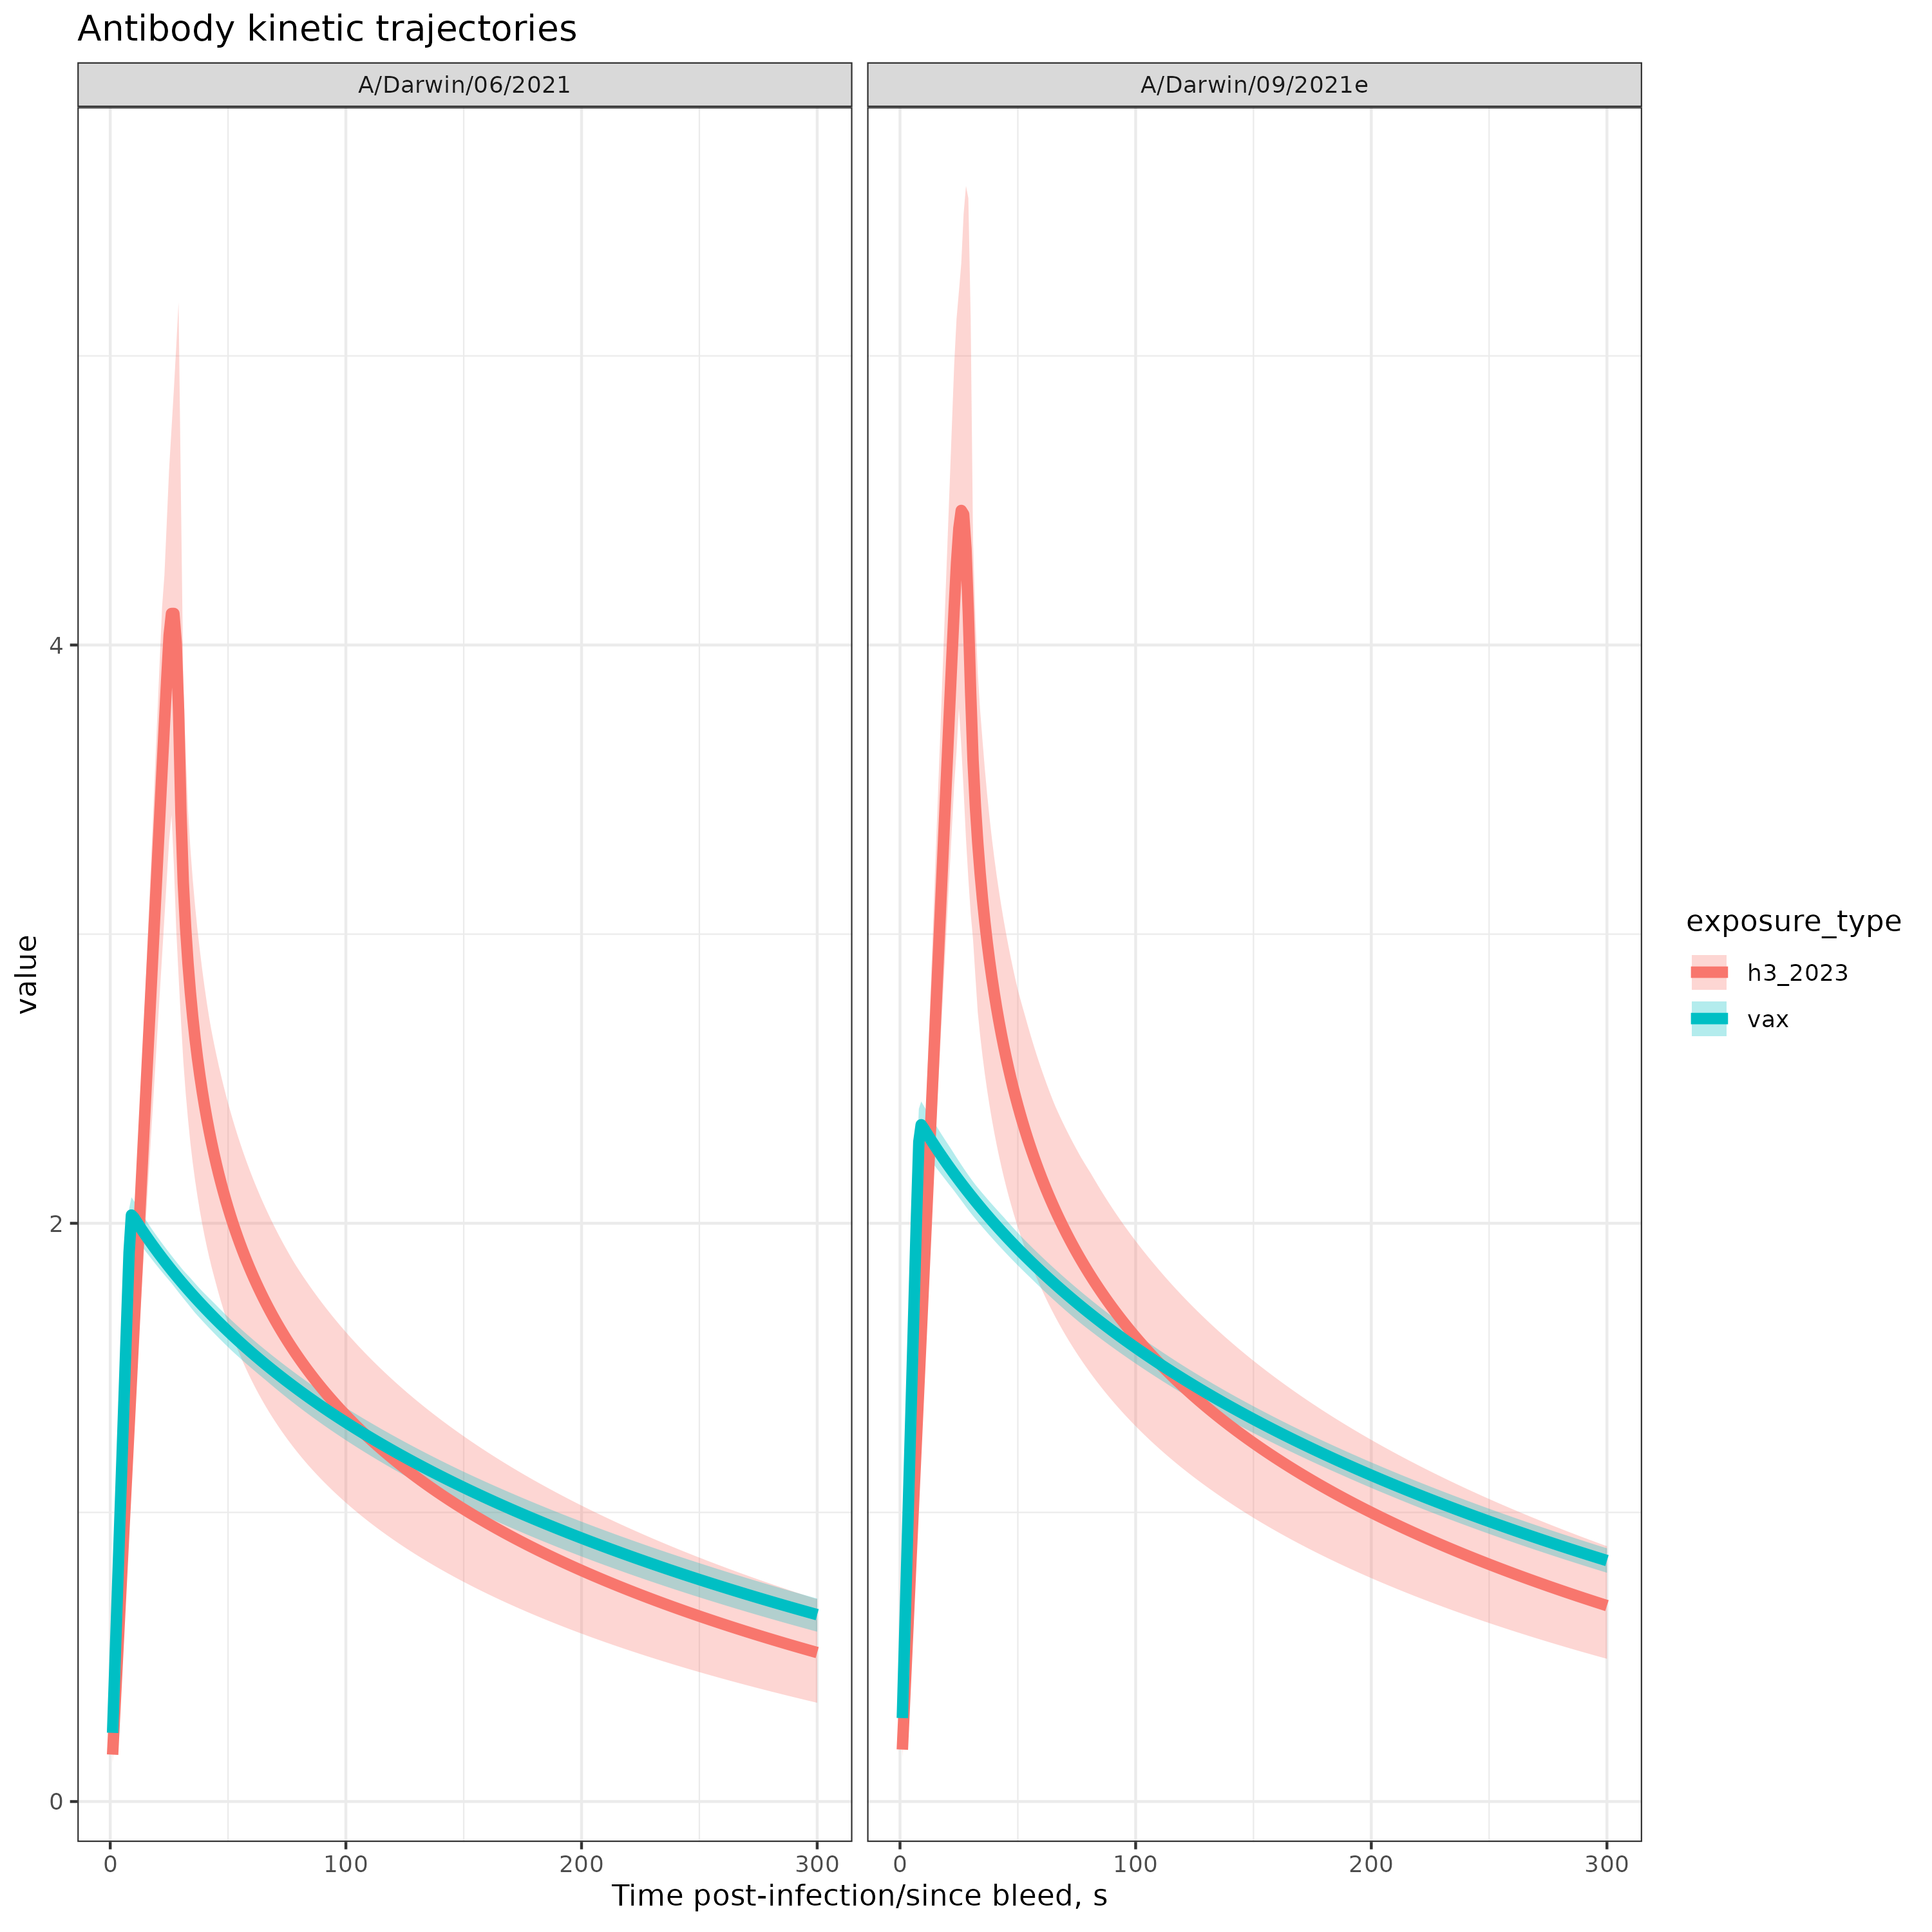 Antibody kinetic trajectories
A/Darwin/06/2021
A/Darwin/09/2021e
value
4
2
0
0
100
200
300
0
100
200
300
Time post-infection/since bleed, s
exposure_type
h3_2023
vax